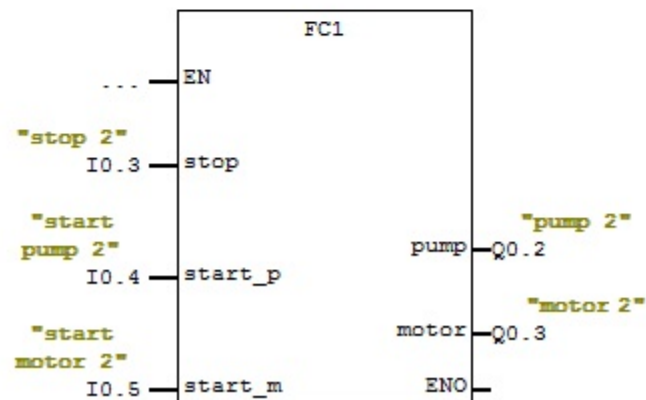 FC1
... EN
"stop 2"
I0.3 stop
"start
pump 2"
I0.4 start_p
"pump 2"
pump Q0.2
"motor 2"
motor Q0.3
"start
motor 2"
I0.5 start_m
ENO